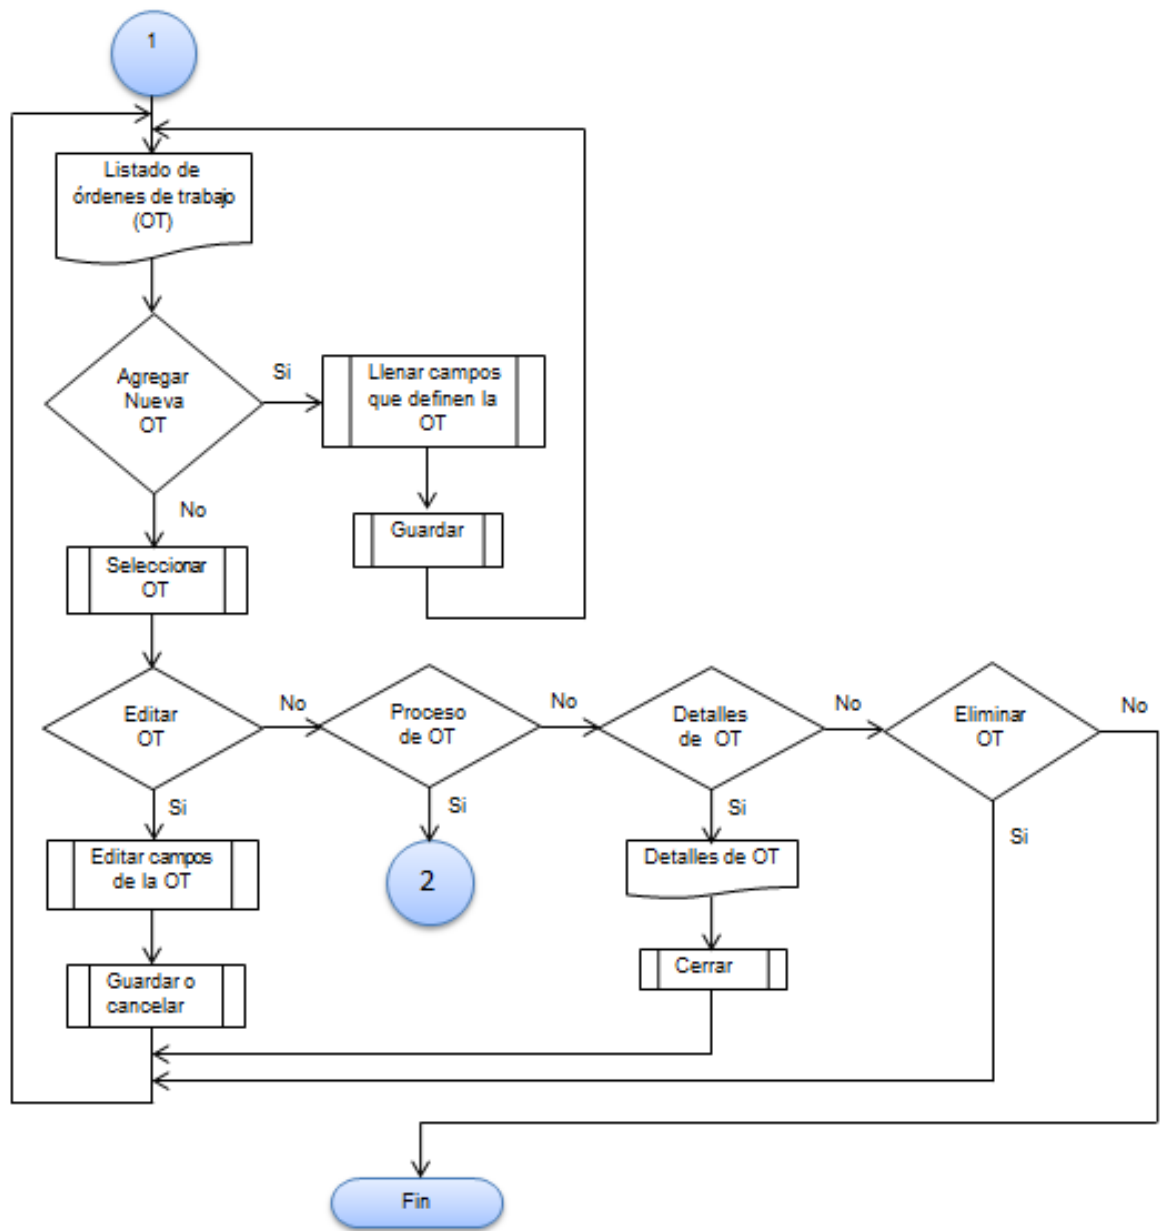 1
Listado de
órdenes de trabajo
(OT)
Agregar
Nueva
OT
Si
Llenar campos
que definen la
OT
No
Guardar
Seleccionar
OT
Editar
OT
No
Proceso
de OT
No
Detalles
de OT
No
Eliminar
OT
No
Si
Si
Si
Si
Editar campos
de la OT
2
Detalles de OT
Guardar o
cancelar
Cerrar
Fin